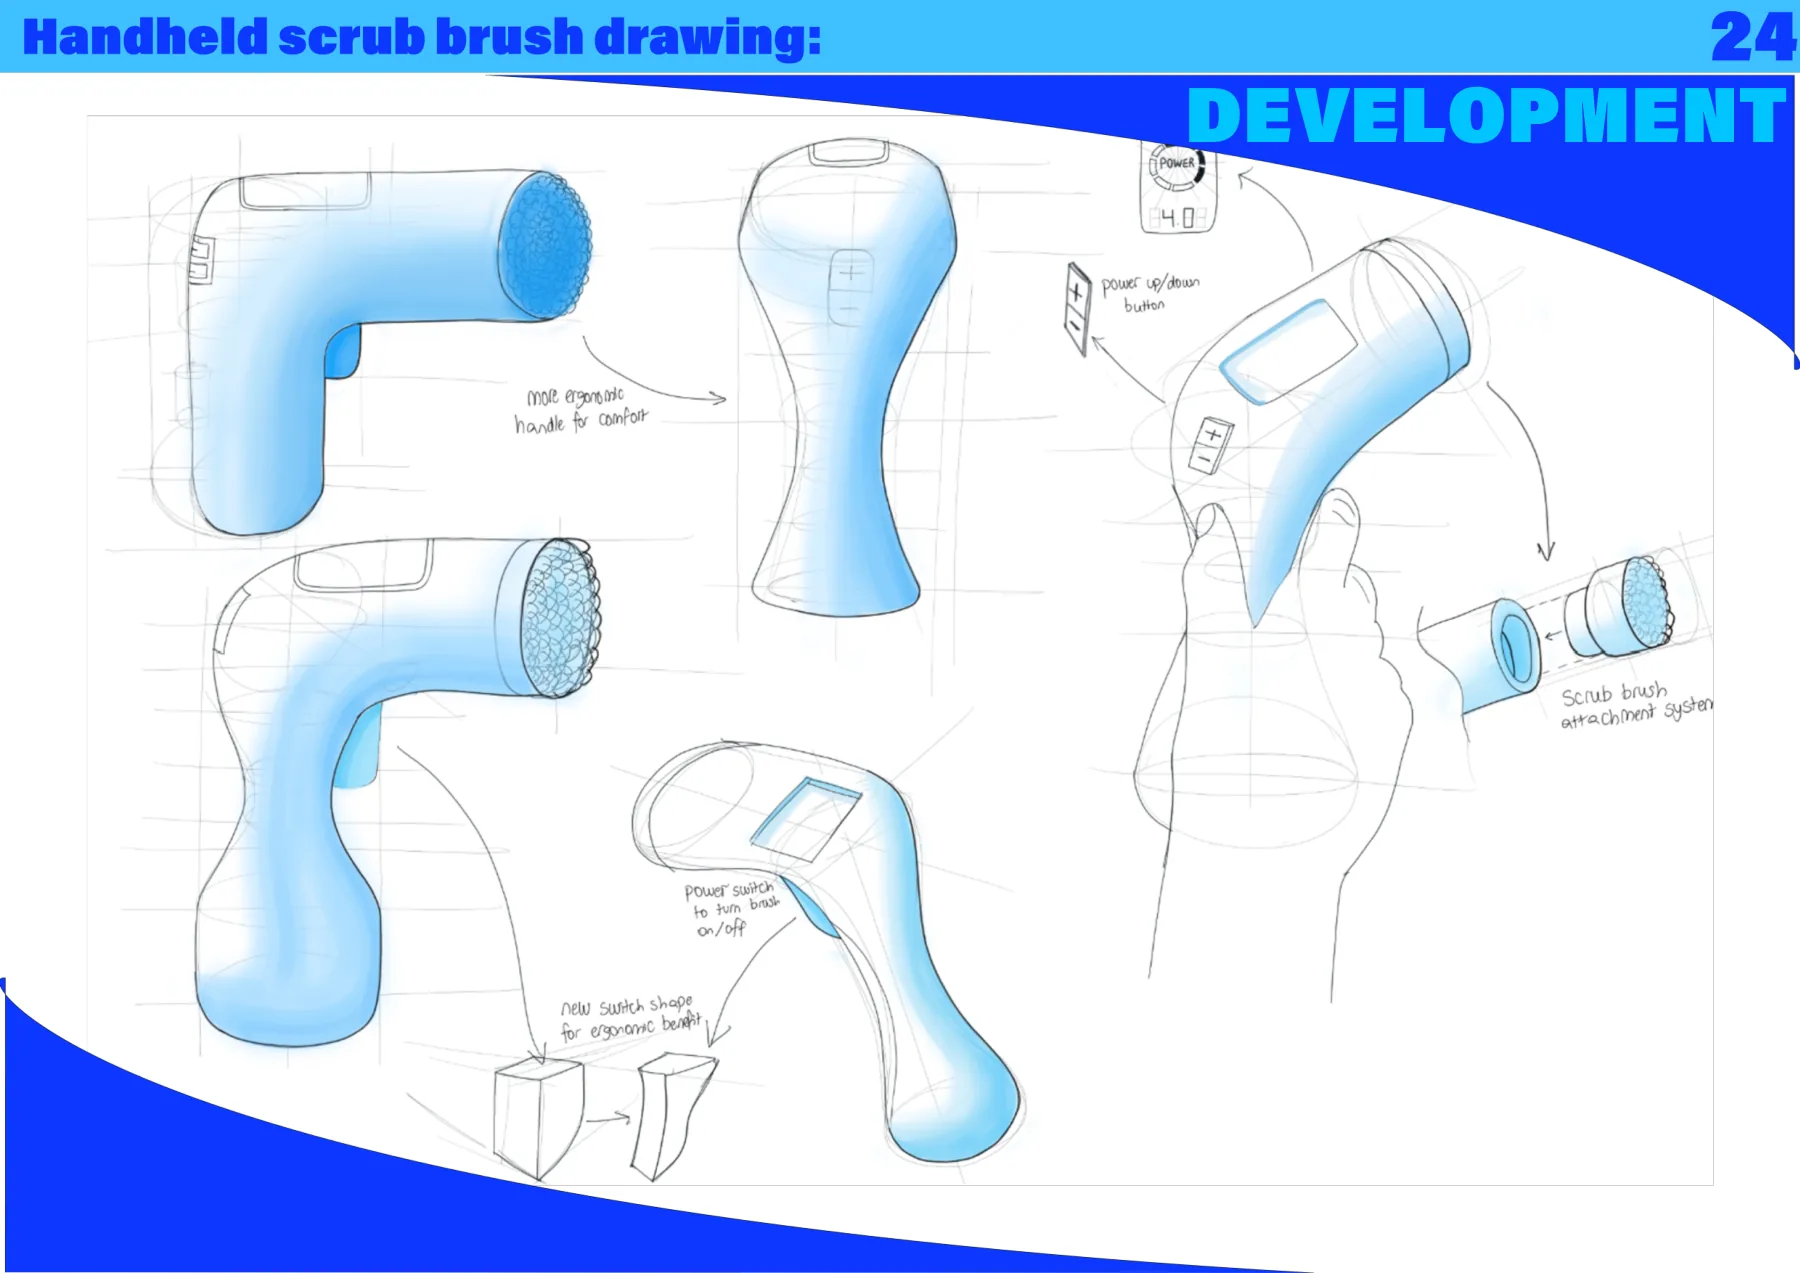 Handheld scrub brush drawing:
24
DEVELOPMENT
POWER
4.0
+
-
power up/down
button
+
-
more ergonomic
handle for comfort
+
-
scrub brush
attachment system
power switch
to turn brush
on/off
new switch shape
for ergonomic benefit